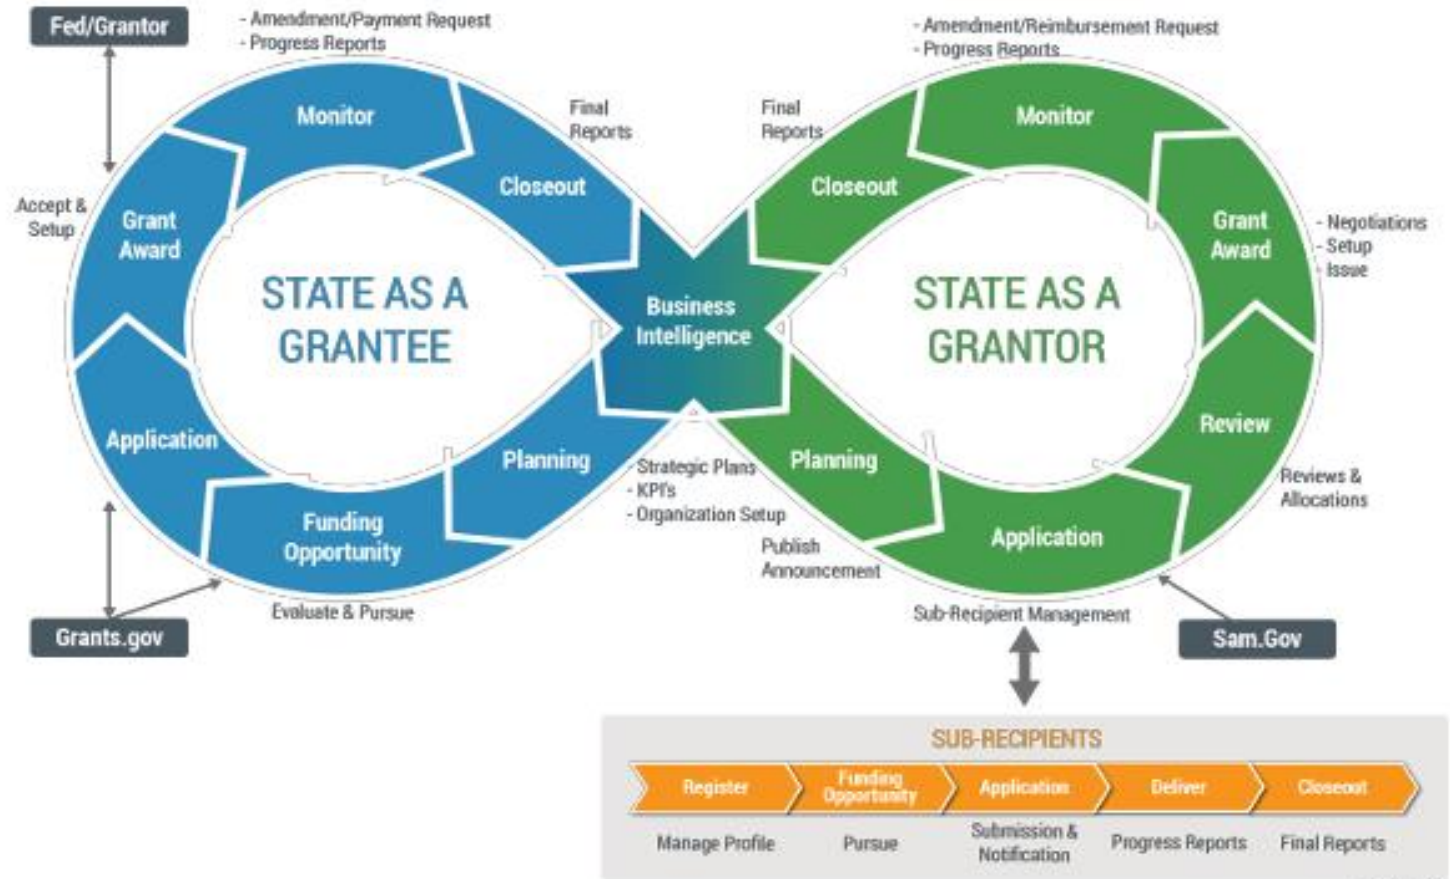 Fed/Grantor
- Amendment/Payment Request
- Progress Reports
Monitor
Final
Reports
Closeout
Accept &
Setup
Grant
Award
STATE AS A
GRANTEE
Application
Funding
Opportunity
Planning
Evaluate & Pursue
Grants.gov
Business
Intelligence
- Strategic Plans
- KPI's
- Organization Setup
- Amendment/Reimbursement Request
- Progress Reports
Final
Reports
Monitor
Closeout
Grant
Award
- Negotiations
- Setup
- Issue
STATE AS A
GRANTOR
Review
Reviews &
Allocations
Planning
Publish
Announcement
Application
Sub-Recipient Management
Sam.Gov
SUB-RECIPIENTS
Register
Funding
Opportunity
Application
Deliver
Closeout
Manage Profile
Pursue
Submission &
Notification
Progress Reports
Final Reports